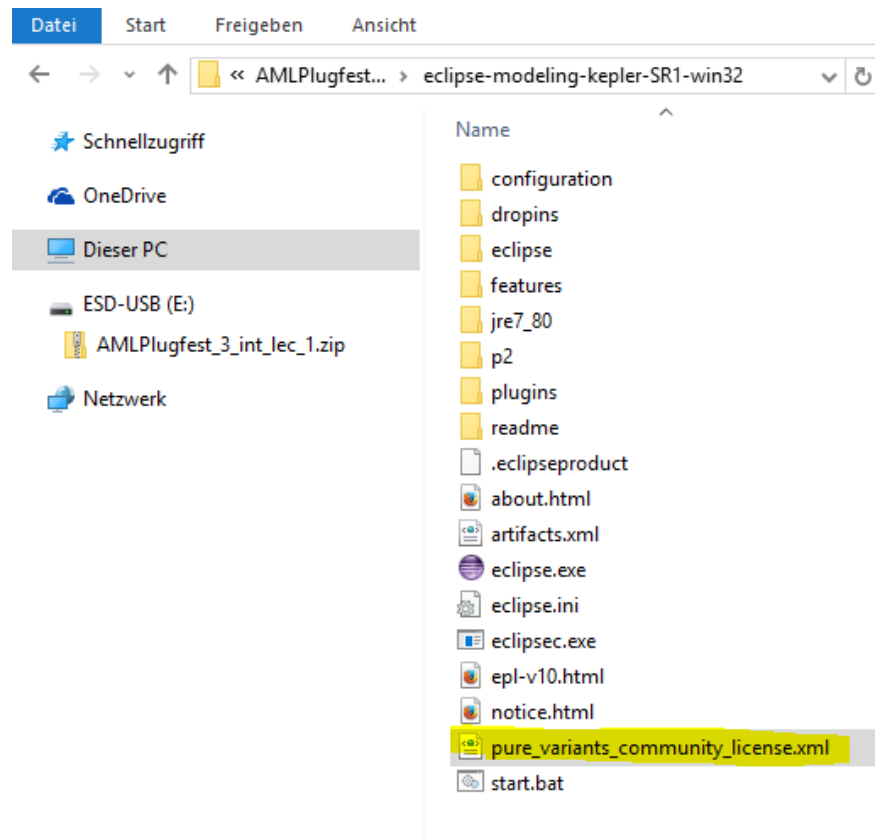 Datei Start Freigeben Ansicht
« AMLPlugfest... > eclipse-modeling-kepler-SR1-win32
Name
Schnellzugriff
OneDrive
Dieser PC
ESD-USB (E:)
AMLPlugfest_3_int_lec_1.zip
Netzwerk
configuration
dropins
eclipse
features
jre7_80
p2
plugins
readme
.eclipseproduct
about.html
artifacts.xml
eclipse.exe
eclipse.ini
eclipsec.exe
epl-v10.html
notice.html
pure_variants_community_license.xml
start.bat